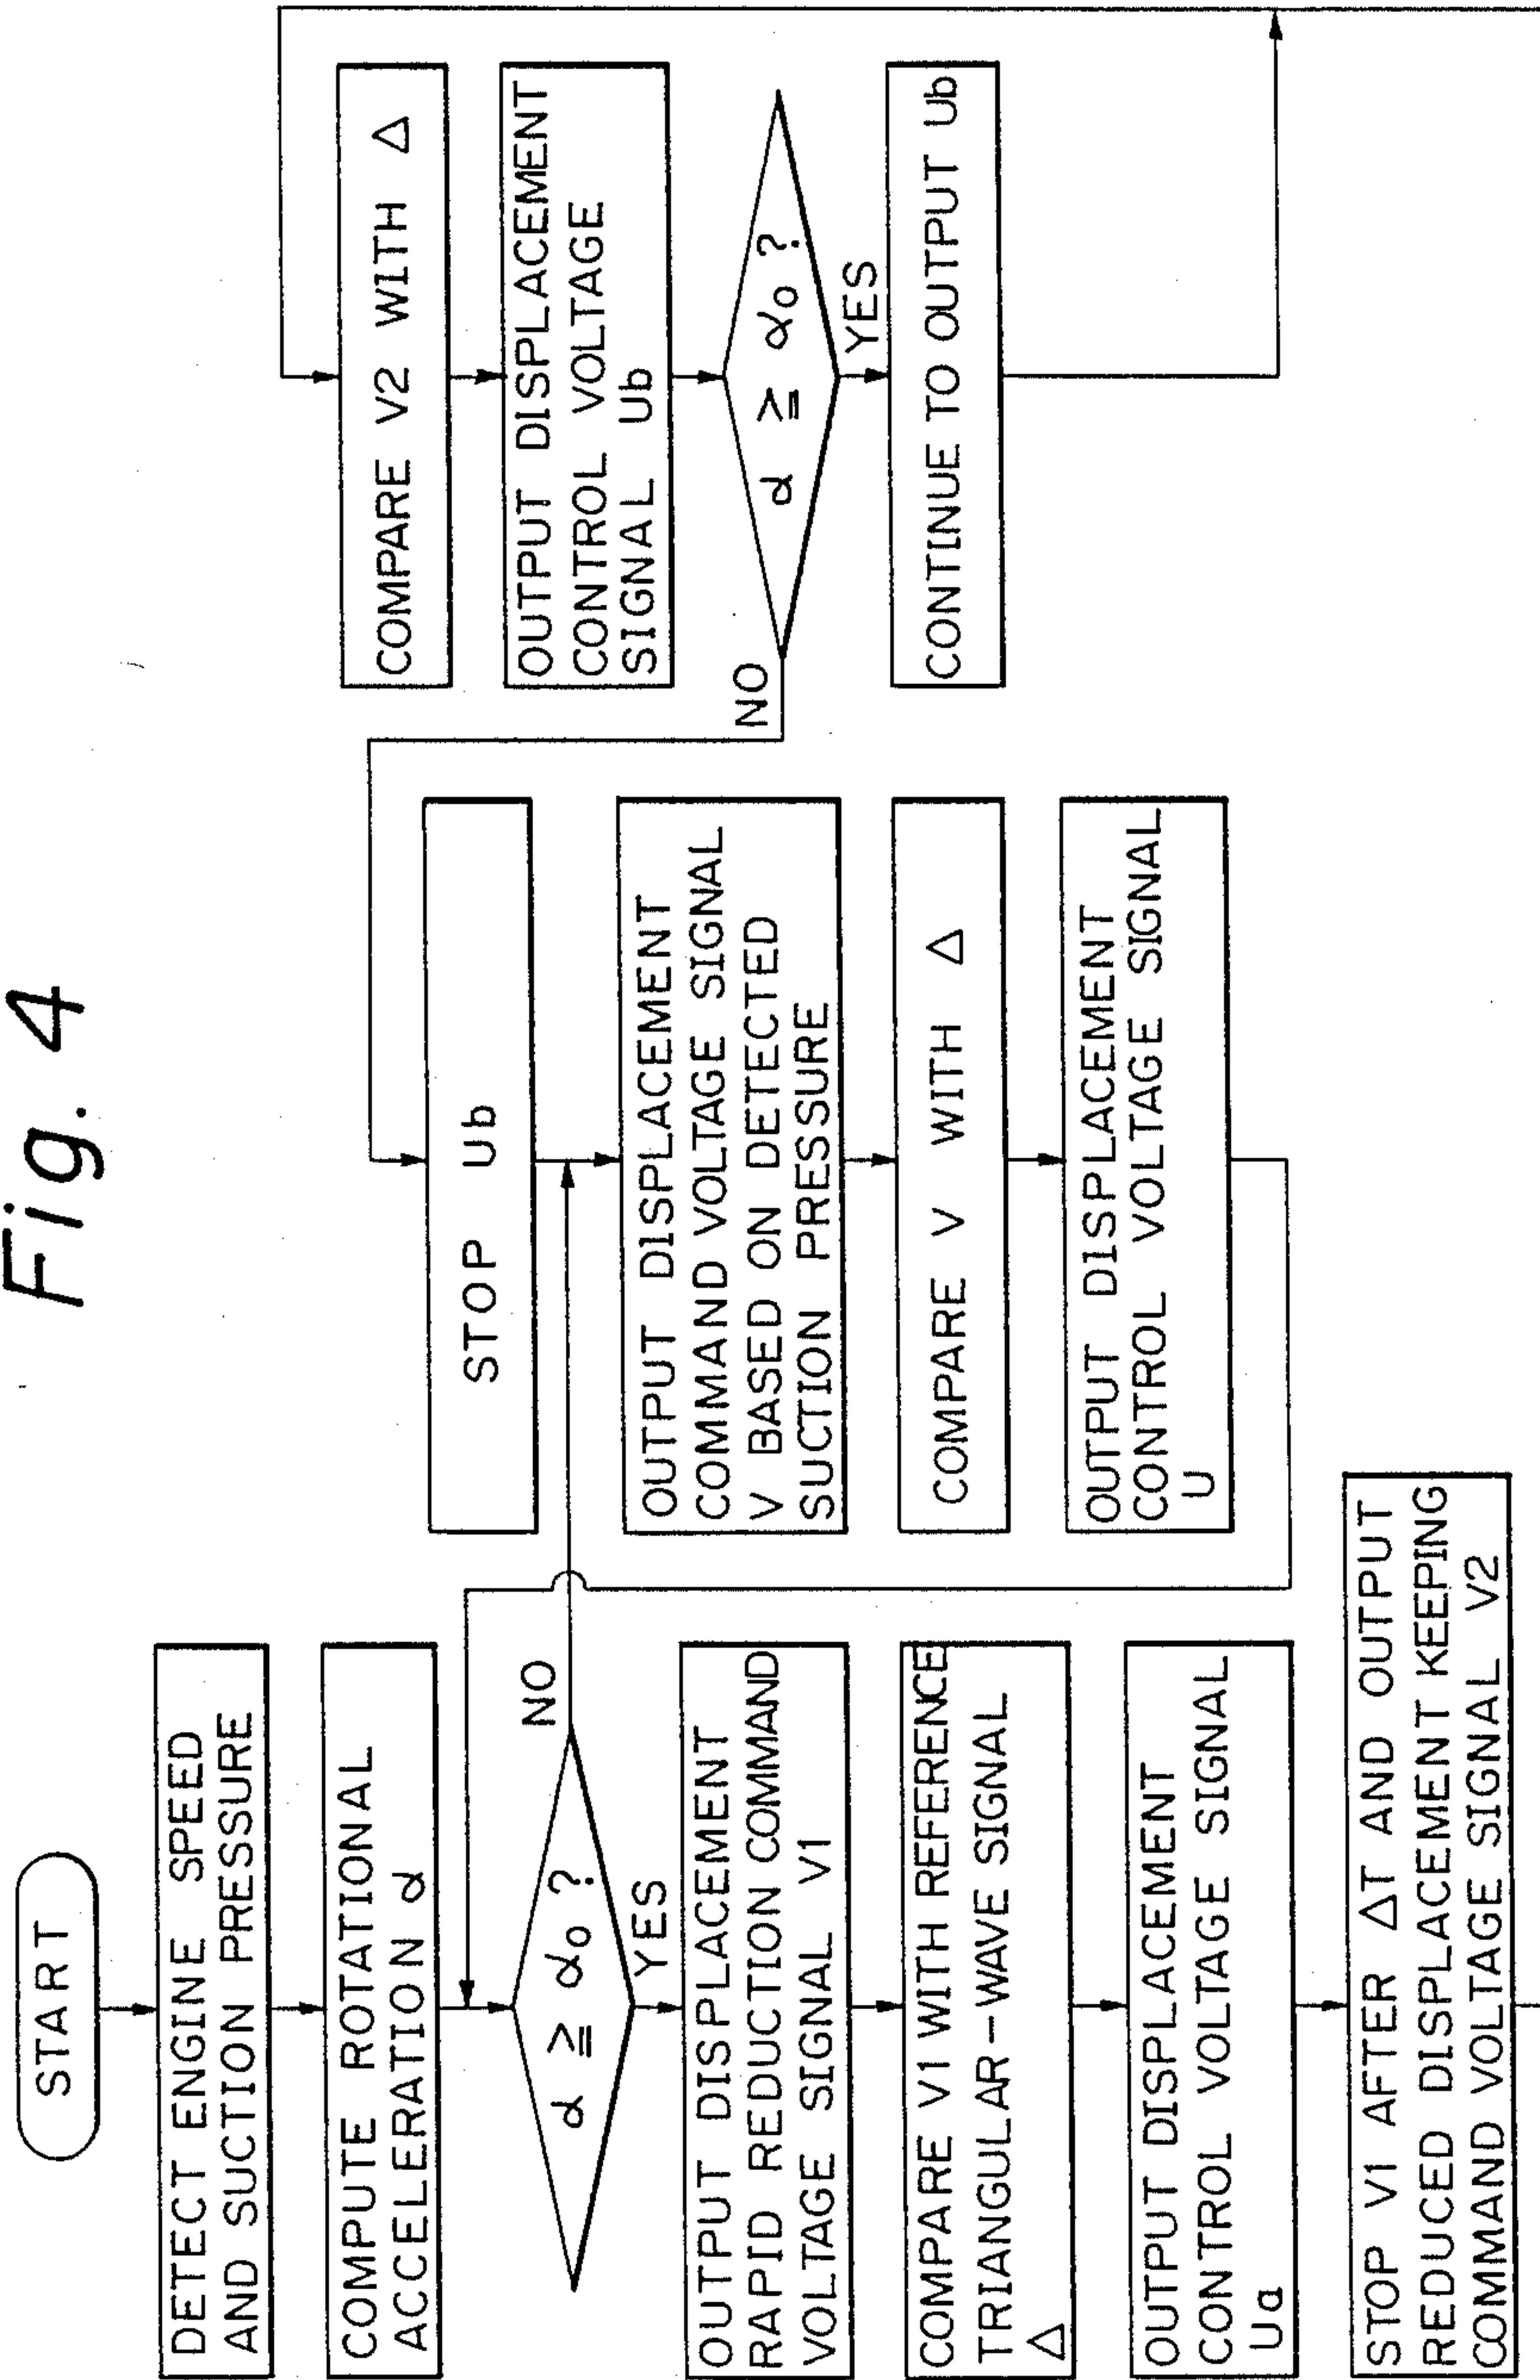 Fig. 4
START
DETECT ENGINE SPEED
AND SUCTION PRESSURE
COMPUTE ROTATIONAL
ACCELERATION α
α ≧ α0 ?
NO
YES
OUTPUT DISPLACEMENT
RAPID REDUCTION COMMAND
VOLTAGE SIGNAL V1
COMPARE V1 WITH REFERENCE
TRIANGULAR-WAVE SIGNAL
△
OUTPUT DISPLACEMENT
CONTROL VOLTAGE SIGNAL
Ua
STOP V1 AFTER ΔT AND OUTPUT
REDUCED DISPLACEMENT KEEPING
COMMAND VOLTAGE SIGNAL V2
STOP Ub
OUTPUT DISPLACEMENT
COMMAND VOLTAGE SIGNAL
V BASED ON DETECTED
SUCTION PRESSURE
COMPARE V WITH △
OUTPUT DISPLACEMENT
CONTROL VOLTAGE SIGNAL
U
COMPARE V2 WITH △
OUTPUT DISPLACEMENT
CONTROL VOLTAGE
SIGNAL Ub
α ≧ α0 ?
NO
YES
CONTINUE TO OUTPUT Ub